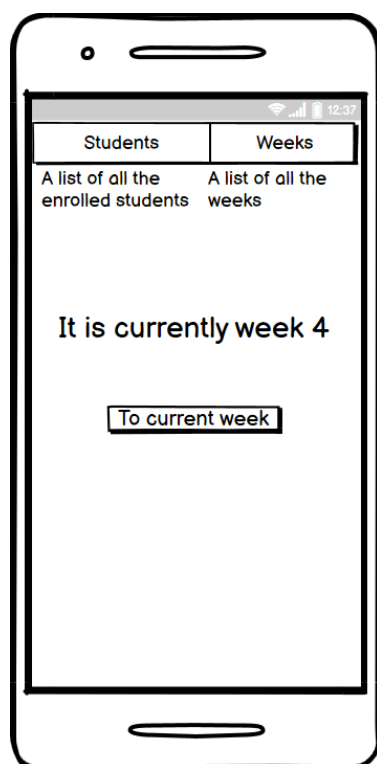 12:37
Students Weeks
A list of all the enrolled students
A list of all the weeks
It is currently week 4
To current week